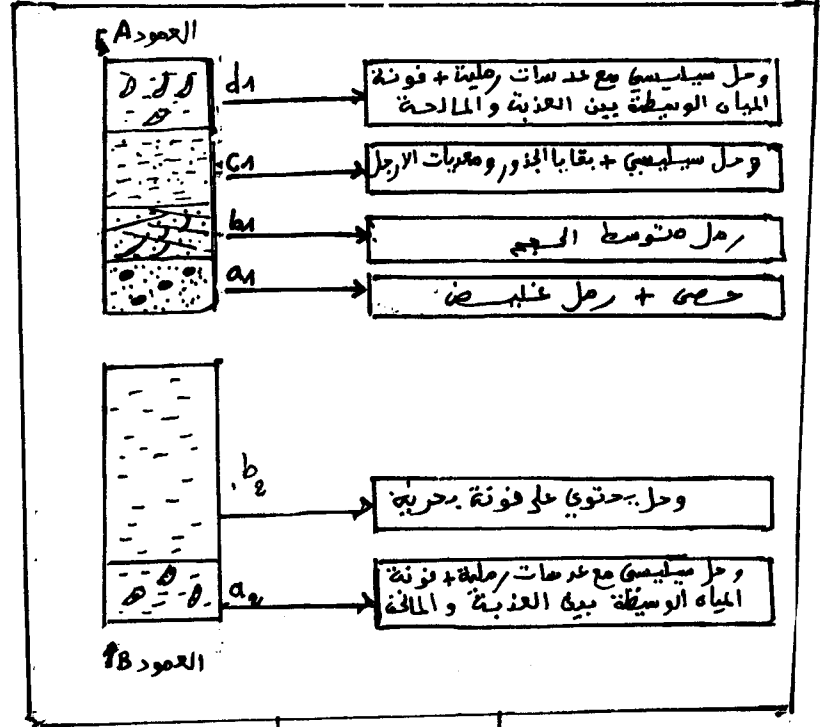 العمود A
d1
وحل سيليسي مع عدسات رملية + فونة
المياه الوسيطة بين العذبة والمالحة
c1
وحل سيليسي + بقايا الجذور ومعديات الارجل
b1
رمل متوسط الحجم
a1
حصى + رمل غليض
b2
وحل يحتوي على فونة بحرية
a2
وحل سيليسي مع عدسات رملية + فونة
المياه الوسيطة بين العذبة والمالحة
العمود B